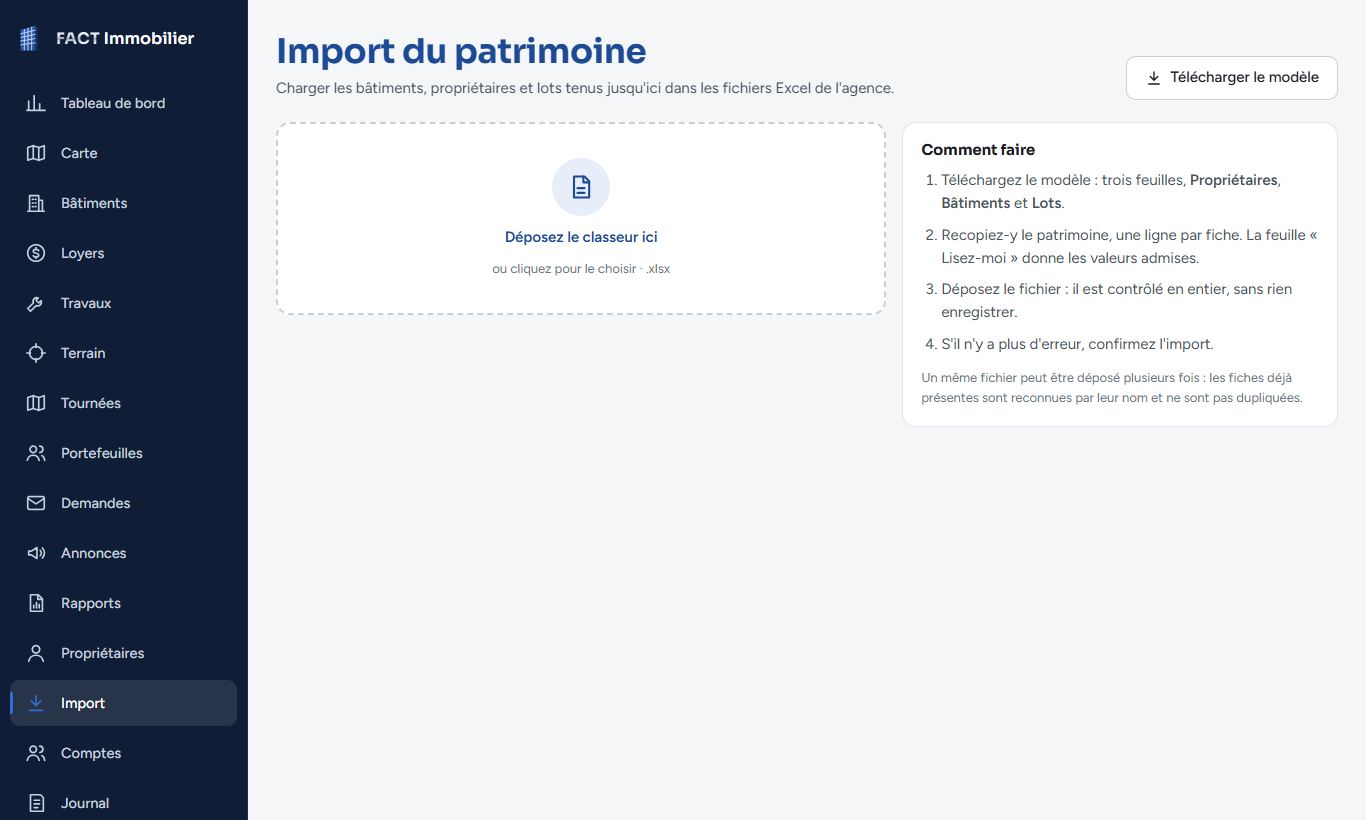 FACT Immobilier
Tableau de bord
Carte
Bâtiments
Loyers
Travaux
Terrain
Tournées
Portefeuilles
Demandes
Annonces
Rapports
Propriétaires
Import
Comptes
Journal
Import du patrimoine
Charger les bâtiments, propriétaires et lots tenus jusqu'ici dans les fichiers Excel de l'agence.
Télécharger le modèle
Déposez le classeur ici
ou cliquez pour le choisir · .xlsx
Comment faire
1. Téléchargez le modèle : trois feuilles, Propriétaires,
Bâtiments et Lots.
2. Recopiez-y le patrimoine, une ligne par fiche. La feuille «
Lisez-moi » donne les valeurs admises.
3. Déposez le fichier : il est contrôlé en entier, sans rien
enregistrer.
4. S'il n'y a plus d'erreur, confirmez l'import.
Un même fichier peut être déposé plusieurs fois : les fiches déjà
présentes sont reconnues par leur nom et ne sont pas dupliquées.